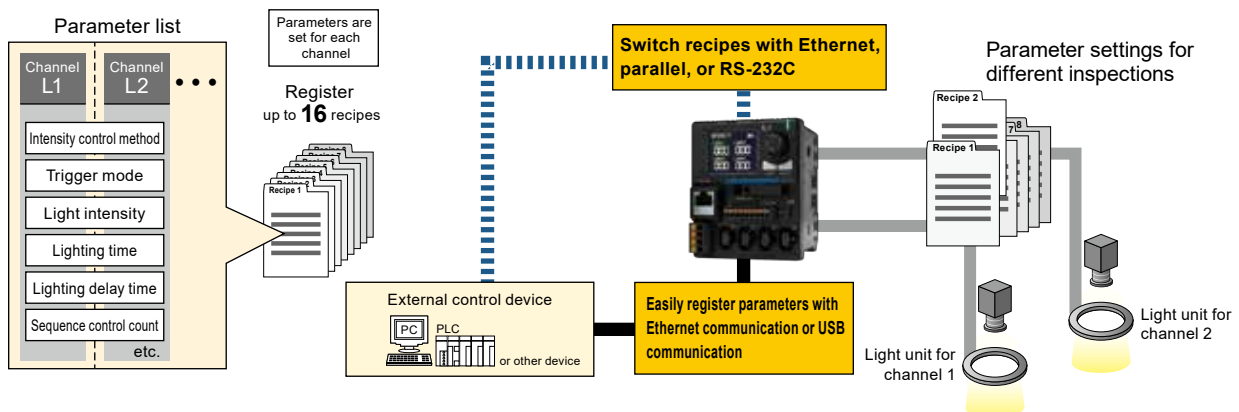 Parameter list
Channel
L1
Channel
L2
Intensity control method
Trigger mode
Light intensity
Lighting time
Lighting delay time
Sequence control count
etc.
Parameters are
set for each
channel
Register
up to 16 recipes
Recipe 1
Switch recipes with Ethernet,
parallel, or RS-232C
External control device
PC
PLC
or other device
Easily register parameters with
Ethernet communication or USB
communication
Parameter settings for
different inspections
Recipe 2
Recipe 1
7
8
Light unit for
channel 1
Light unit for
channel 2